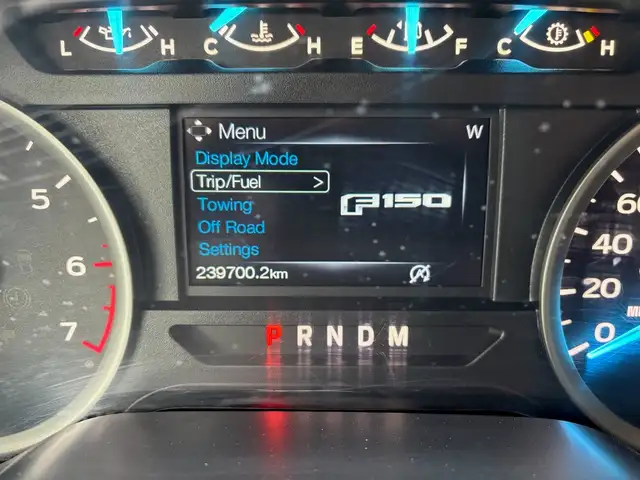 L H C H E F C H
Menu W
Display Mode
Trip/Fuel >
Towing
F150
Off Road
Settings
239700.2km
P R N D M
5
6
7
60
40
20
0